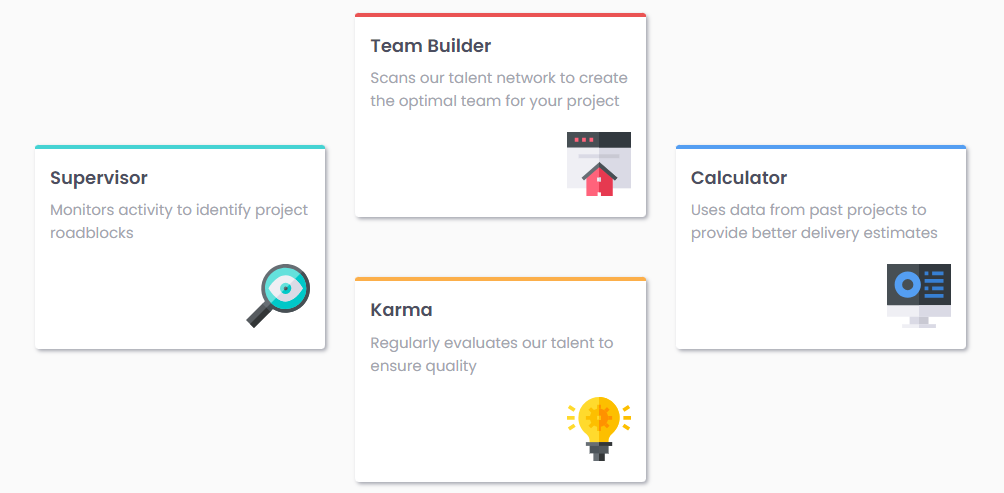 Team Builder
Scans our talent network to create
the optimal team for your project
Supervisor
Monitors activity to identify project
roadblocks
Calculator
Uses data from past projects to
provide better delivery estimates
Karma
Regularly evaluates our talent to
ensure quality